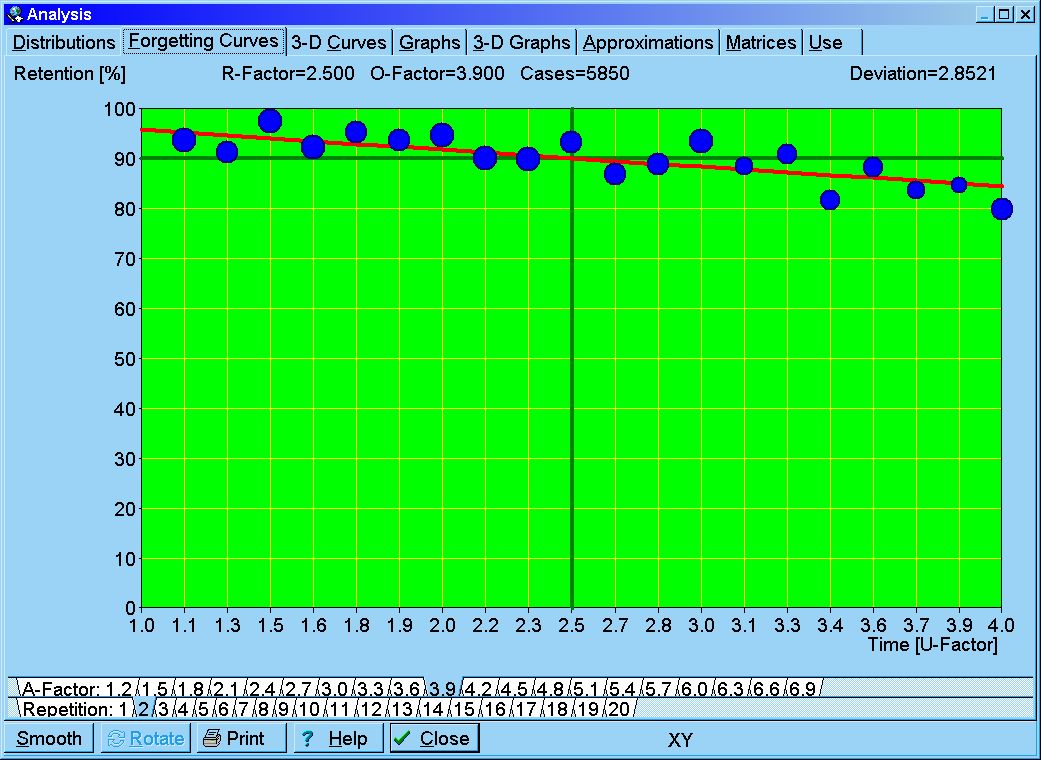 Analysis
Distributions Forgetting Curves 3-D Curves Graphs 3-D Graphs Approximations Matrices Use
Retention [%] R-Factor=2.500 O-Factor=3.900 Cases=5850 Deviation=2.8521
100
90
80
70
60
50
40
30
20
10
0
1.0 1.1 1.3 1.5 1.6 1.8 1.9 2.0 2.2 2.3 2.5 2.7 2.8 3.0 3.1 3.3 3.4 3.6 3.7 3.9 4.0
Time [U-Factor]
A-Factor: 1.2 1.5 1.8 2.1 2.4 2.7 3.0 3.3 3.6 3.9 4.2 4.5 4.8 5.1 5.4 5.7 6.0 6.3 6.6 6.9
Repetition: 1 2 3 4 5 6 7 8 9 10 11 12 13 14 15 16 17 18 19 20
Smooth Rotate Print ? Help Close XY